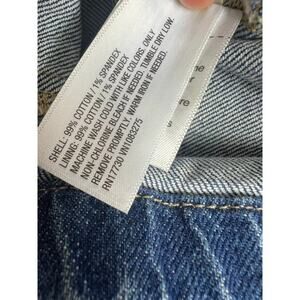 SHELL: 99% COTTON / 1% SPANDEX
LINING: 99% COTTON / 1% SPANDEX
MACHINE WASH COLD WITH LIKE COLORS. ONLY
NON-CHLORINE BLEACH IF NEEDED. TUMBLE DRY LOW.
REMOVE PROMPTLY. WARM IRON IF NEEDED.
RN17730 VN1083275